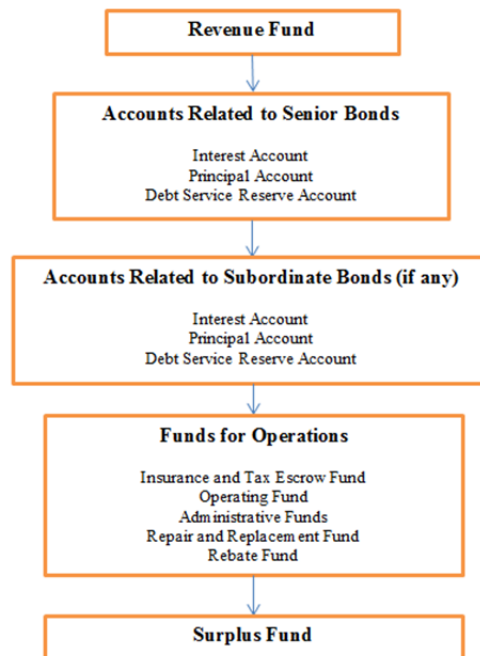 Revenue Fund
Accounts Related to Senior Bonds
Interest Account
Principal Account
Debt Service Reserve Account
Accounts Related to Subordinate Bonds (if any)
Interest Account
Principal Account
Debt Service Reserve Account
Funds for Operations
Insurance and Tax Escrow Fund
Operating Fund
Administrative Funds
Repair and Replacement Fund
Rebate Fund
Surplus Fund